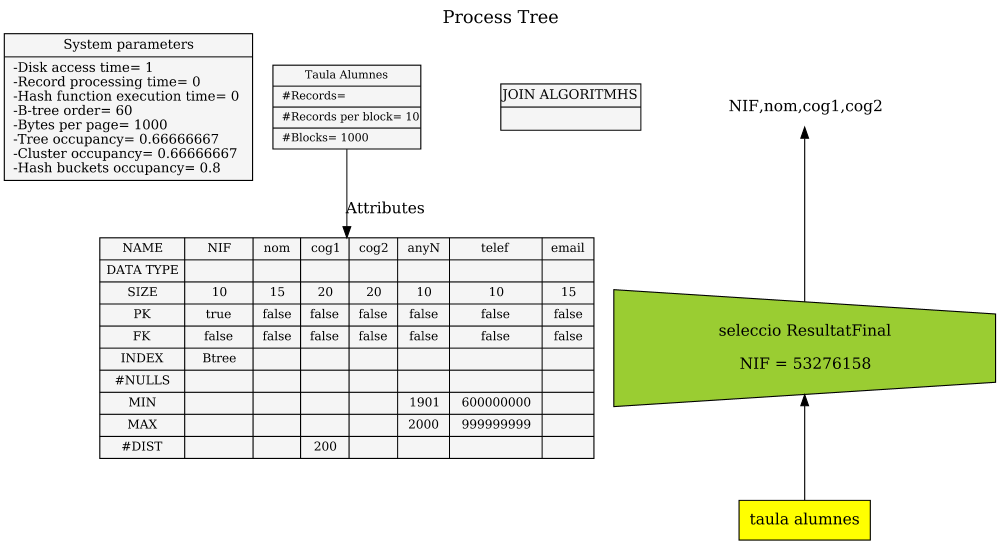 Process Tree
System parameters
-Disk access time= 1
-Record processing time= 0
-Hash function execution time= 0
-B-tree order= 60
-Bytes per page= 1000
-Tree occupancy= 0.66666667
-Cluster occupancy= 0.66666667
-Hash buckets occupancy= 0.8
Taula Alumnes
#Records=
#Records per block= 10
#Blocks= 1000
JOIN ALGORITMHS
NIF,nom,cog1,cog2
Attributes
NAME NIF nom cog1 cog2 anyN telef email
DATA TYPE
SIZE 10 15 20 20 10 10 15
PK true false false false false false false
FK false false false false false false false
INDEX Btree
#NULLS
MIN 1901 600000000
MAX 2000 999999999
#DIST 200
seleccio ResultatFinal
NIF = 53276158
taula alumnes